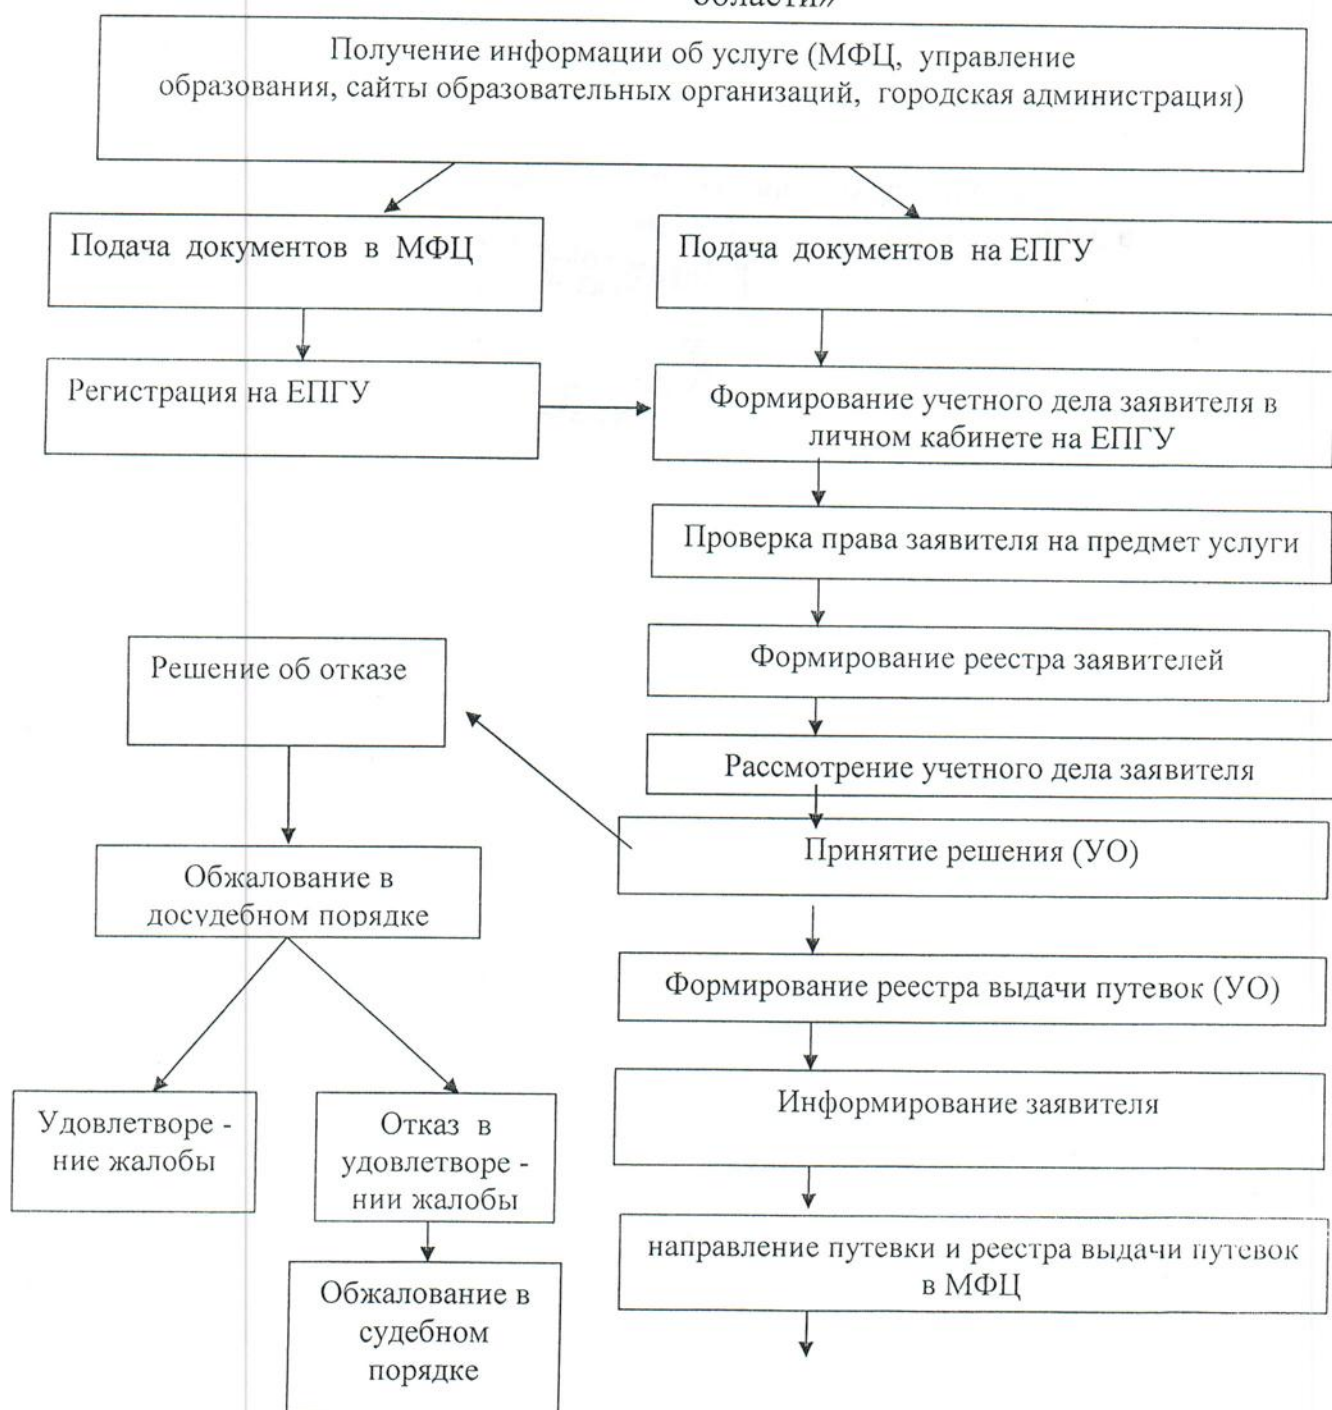 области»
Получение информации об услуге (МФЦ, управление
образования, сайты образовательных организаций, городская администрация)
Подача документов в МФЦ
Подача документов на ЕПГУ
Регистрация на ЕПГУ
Формирование учетного дела заявителя в
личном кабинете на ЕПГУ
Проверка права заявителя на предмет услуги
Формирование реестра заявителей
Решение об отказе
Рассмотрение учетного дела заявителя
Принятие решения (УО)
Обжалование в
досудебном порядке
Формирование реестра выдачи путевок (УО)
Информирование заявителя
Удовлетворе -
ние жалобы
Отказ в
удовлетворе -
нии жалобы
направление путевки и реестра выдачи путевок
в МФЦ
Обжалование в
судебном
порядке